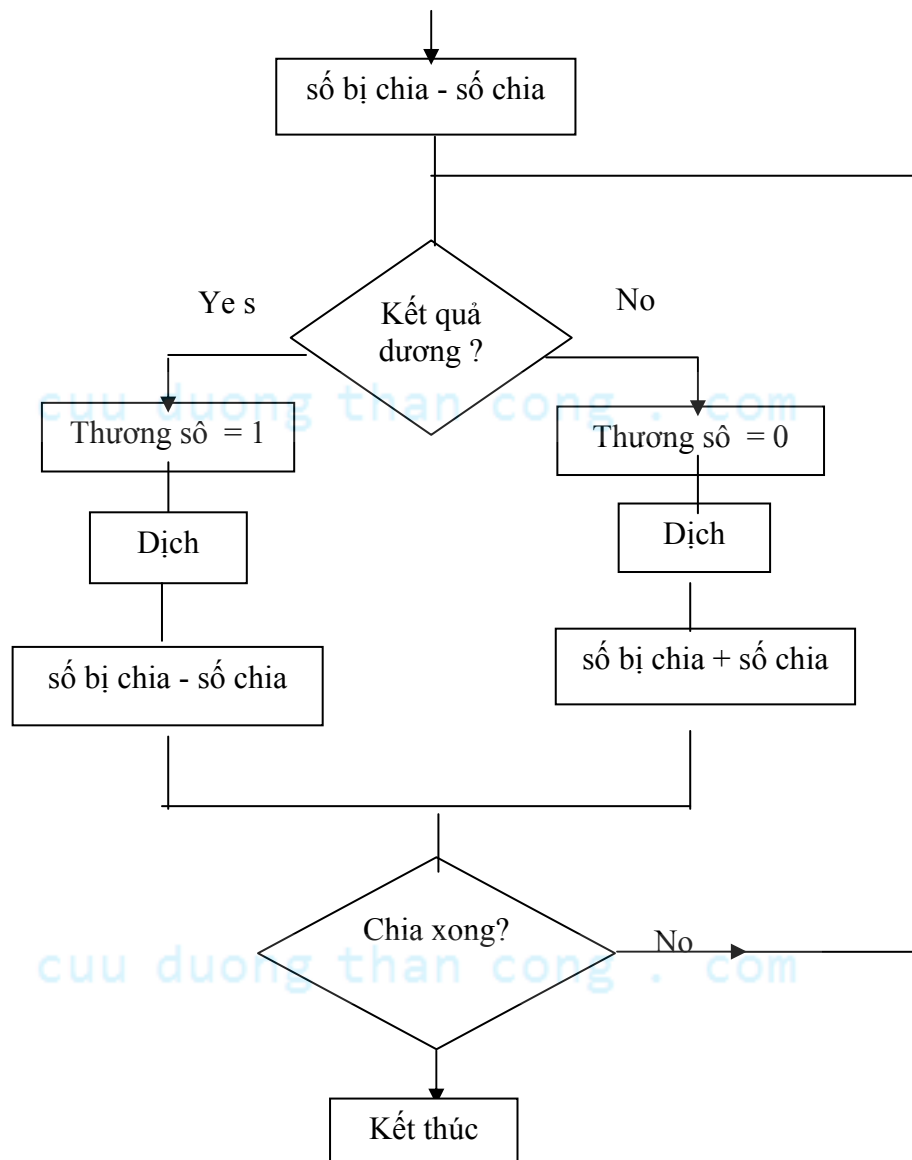 số bị chia - số chia
Ye s
No
Kết quả
dương ?
cuu duong than cong . com
Thương sô = 1
Thương sô = 0
Dịch
Dịch
số bị chia - số chia
số bị chia + số chia
Chia xong?
No
cuu duong than cong . com
Kết thúc